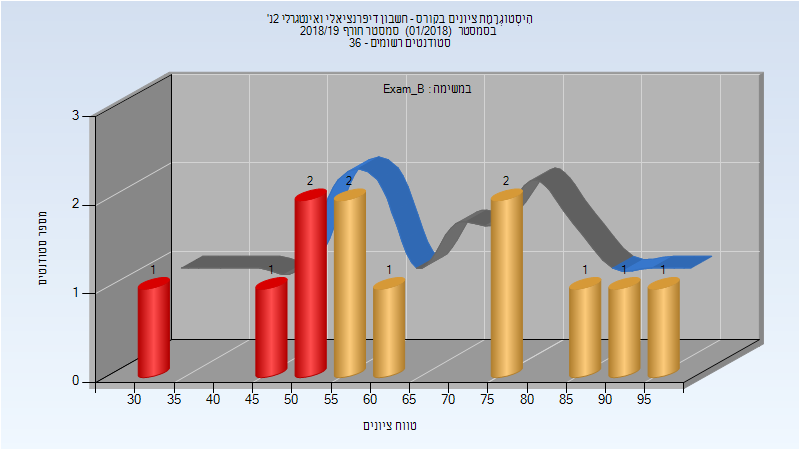 היסטוגרמת ציונים בקורס - חשבון דיפרנציאלי ואינטגרלי 2נ'
בסמסטר (01/2018) סמסטר חורף 2018/19
סטודנטים רשומים - 36
במשימה : Exam_B
מספר סטודנטים
3
2
1
0
1
1
2
2
1
2
1
1
1
30 35 40 45 50 55 60 65 70 75 80 85 90 95
טווח ציונים